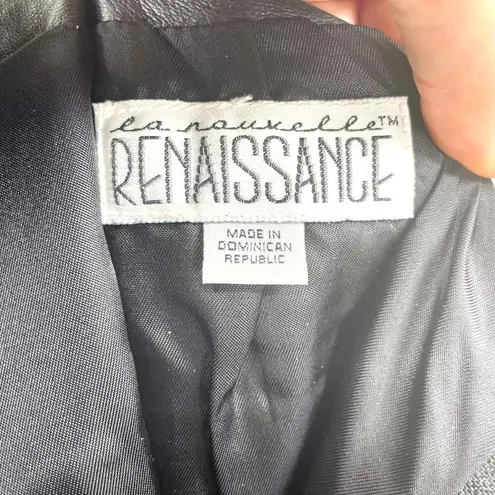 la nouvelle™
RENAISSANCE
MADE IN
DOMINICAN
REPUBLIC